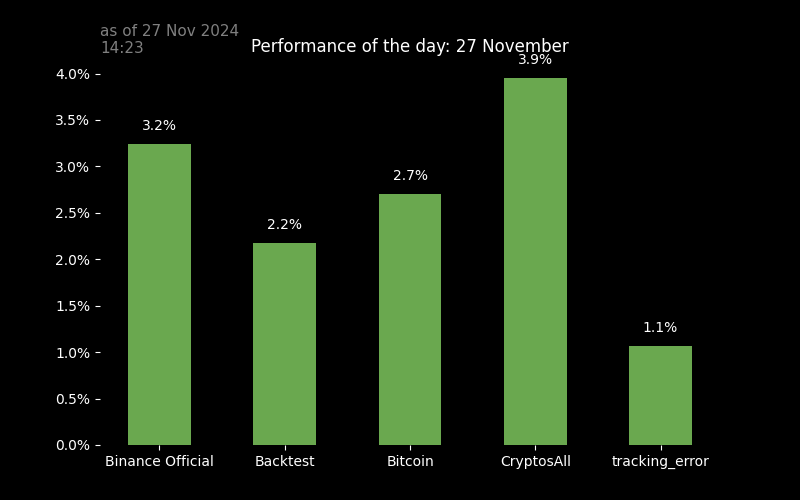 as of 27 Nov 2024
14:23
Performance of the day: 27 November
4.0%
3.5%
3.0%
2.5%
2.0%
1.5%
1.0%
0.5%
0.0%
3.2%
2.2%
2.7%
3.9%
1.1%
Binance Official
Backtest
Bitcoin
CryptosAll
tracking_error